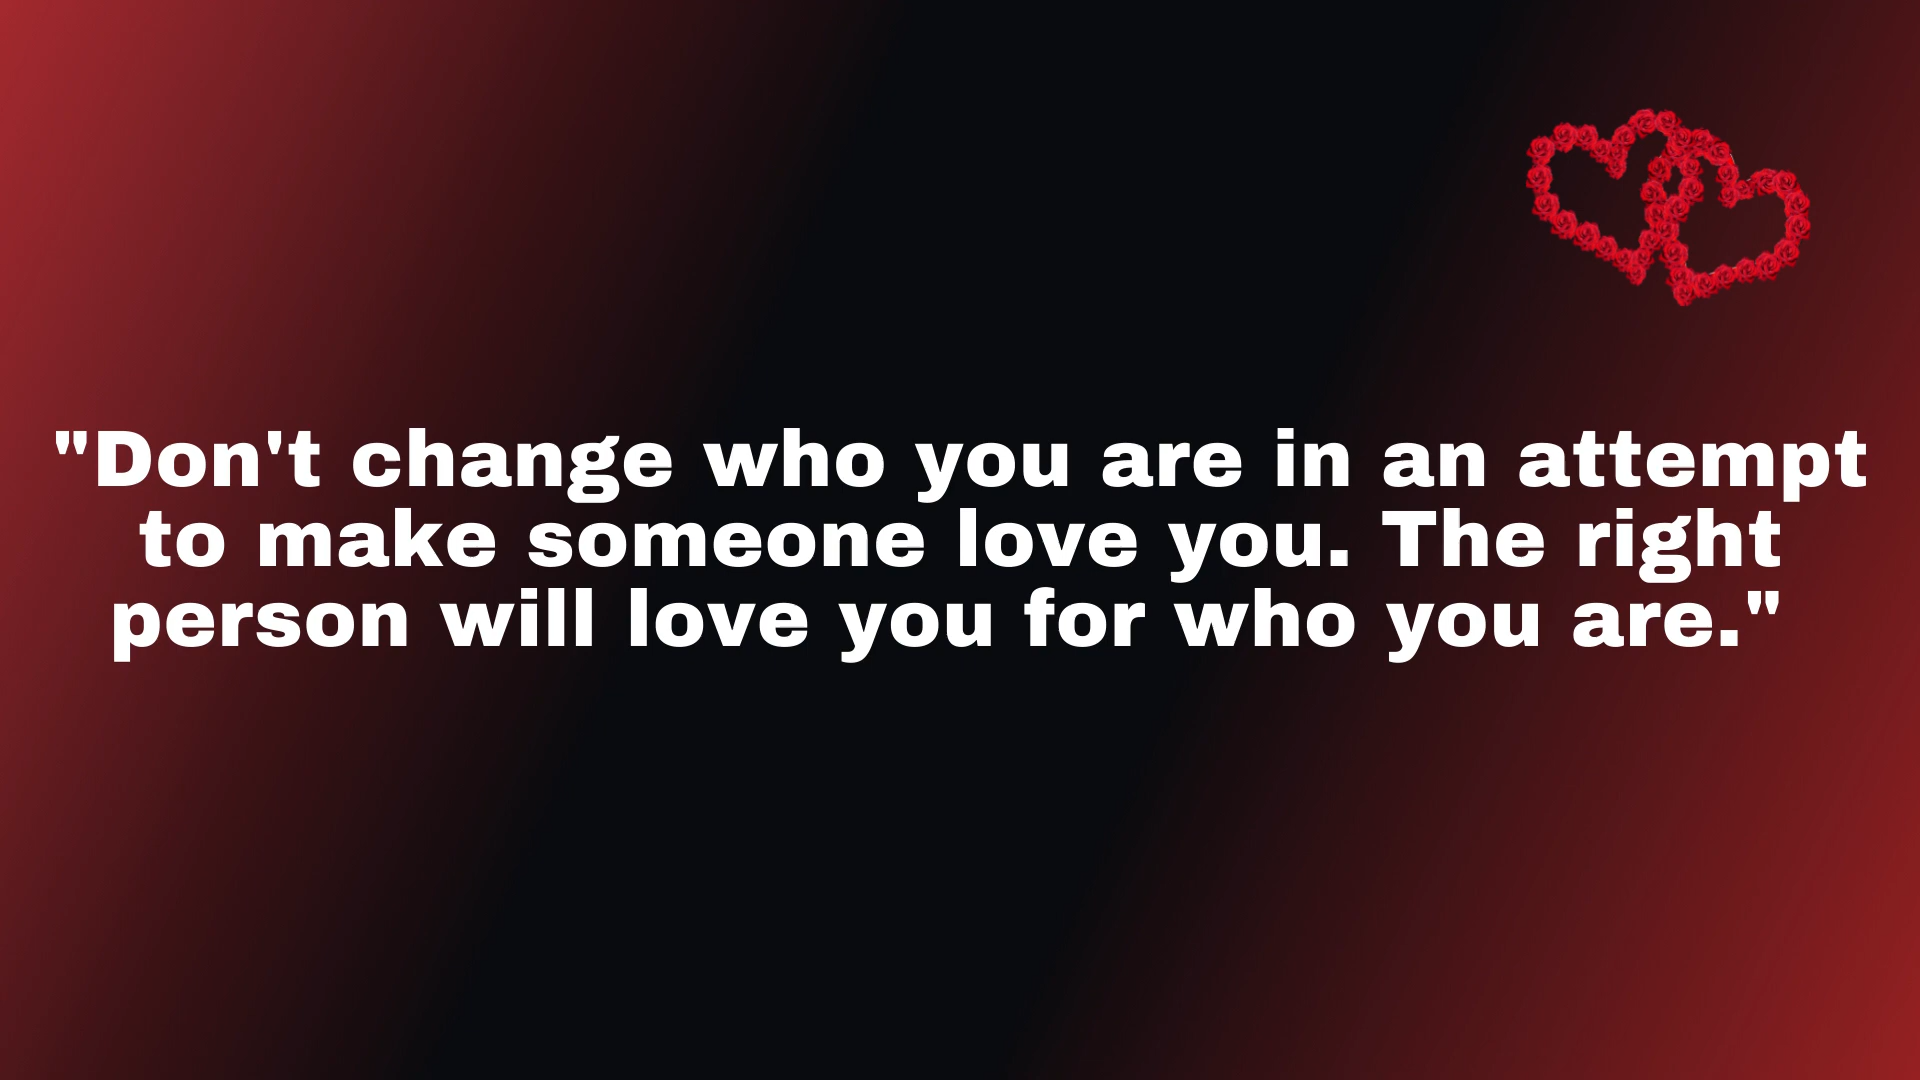 "Don't change who you are in an attempt
to make someone love you. The right
person will love you for who you are."